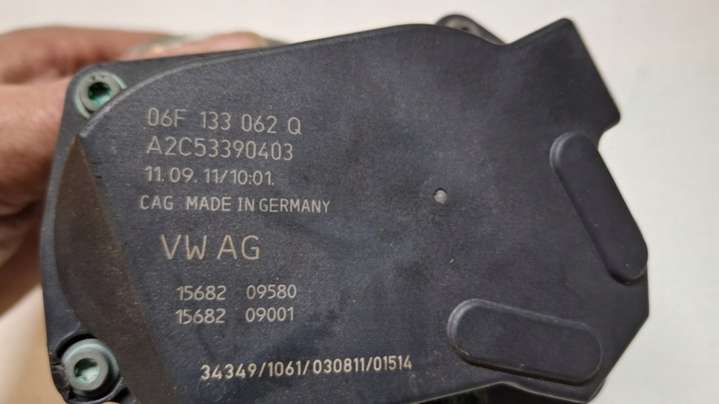 06F 133 062 Q
A2C53390403
11.09.11/10:01.
CAG MADE IN GERMANY
VW AG
15682 09580
15682 09001
34349/1061/030811/01514